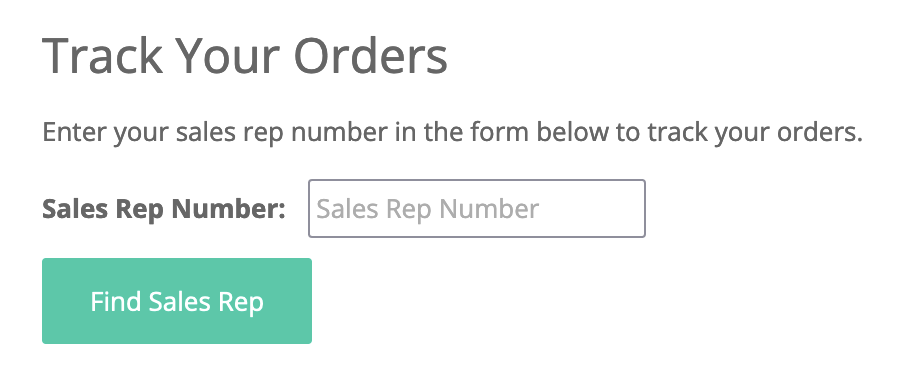 Track Your Orders
Enter your sales rep number in the form below to track your orders.
Sales Rep Number: Sales Rep Number
Find Sales Rep